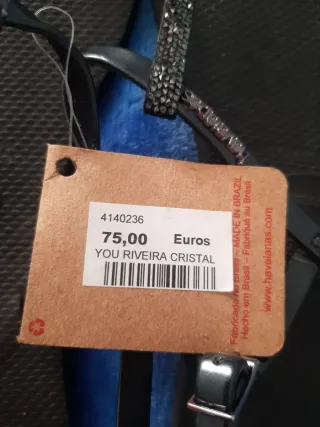 4140236
75,00 Euros
YOU RIVEIRA CRISTAL
Fabricado no Brasil - MADE IN BRAZIL
Hecho em Brasil - Fabriqué au Brésil
www.havaianas.com